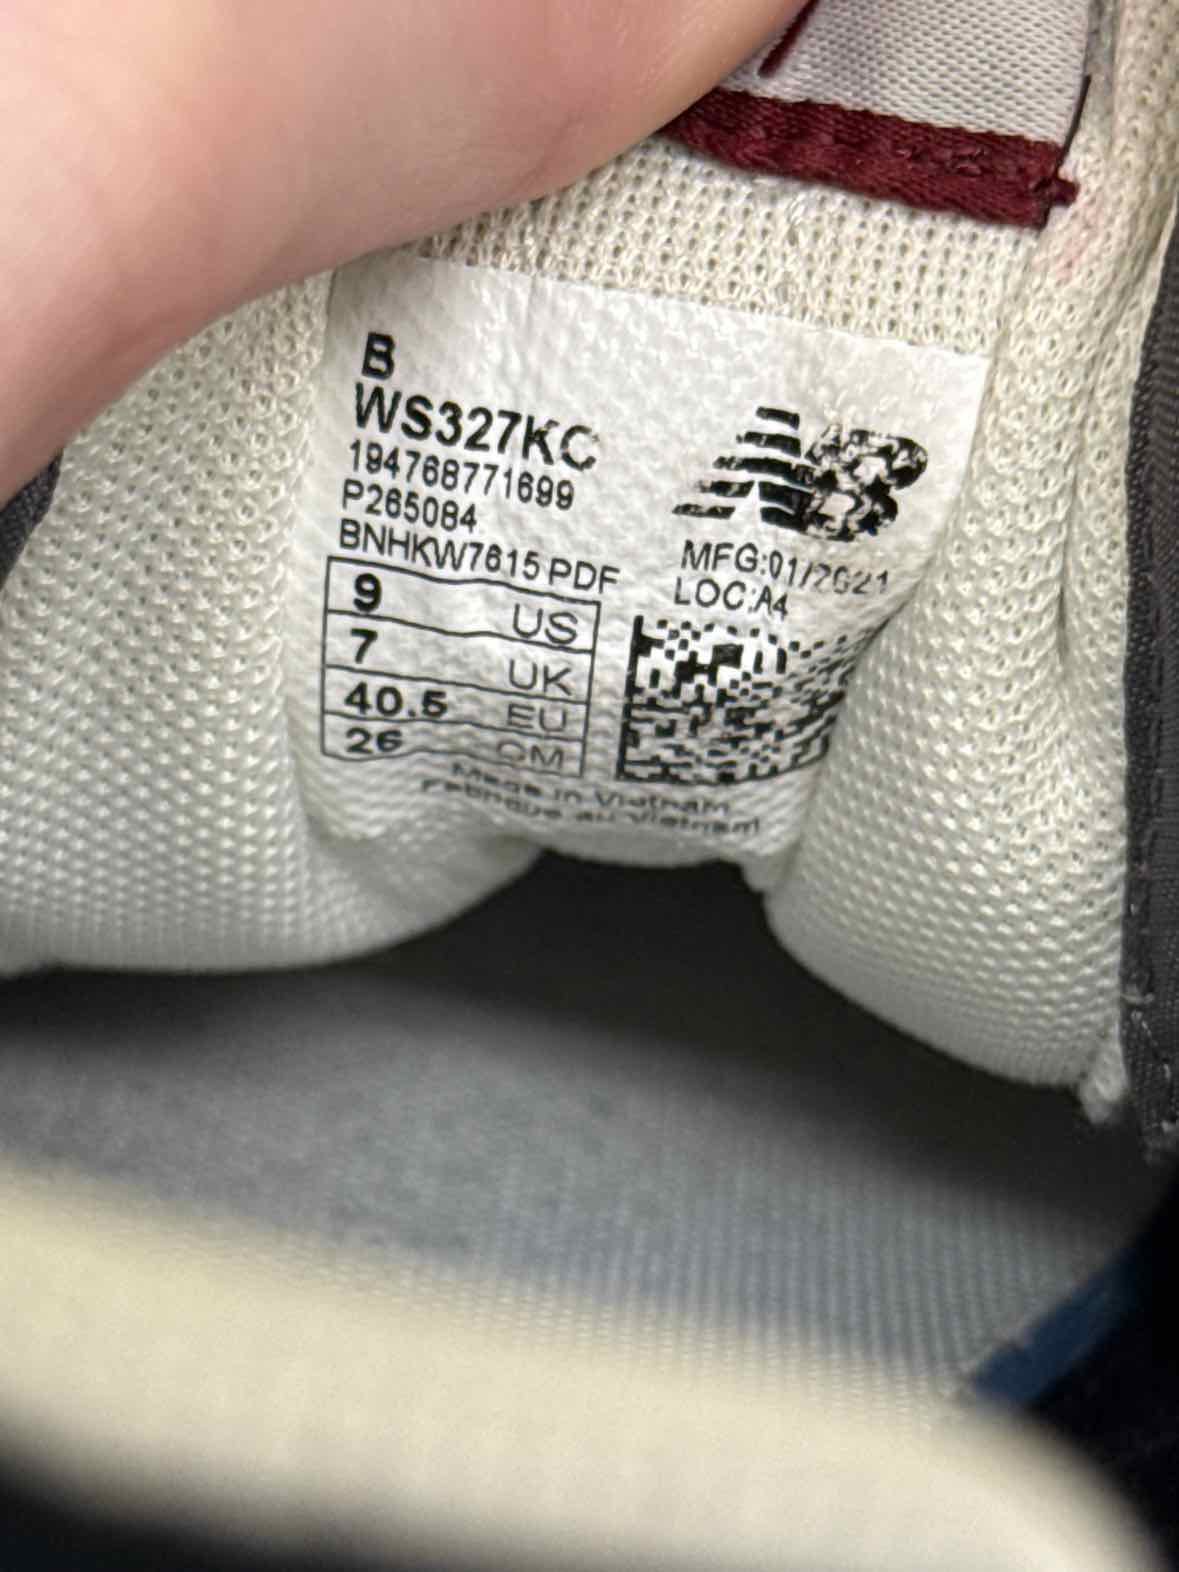 B
WS327KC
194768771699
P265084
BNHKW7615 PDF
9 US
7 UK
40.5 EU
26 CM
NB
MFG:01/2021
LOC:A4
Made in Vietnam
Fabriqué au Vietnam